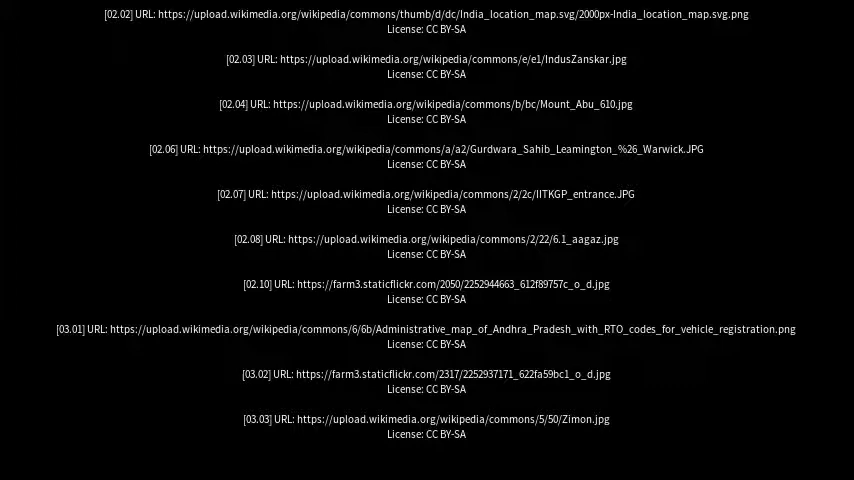 [02.02] URL: https://upload.wikimedia.org/wikipedia/commons/thumb/d/dc/India_location_map.svg/2000px-India_location_map.svg.png
License: CC BY-SA
[02.03] URL: https://upload.wikimedia.org/wikipedia/commons/e/e1/IndusZanskar.jpg
License: CC BY-SA
[02.04] URL: https://upload.wikimedia.org/wikipedia/commons/b/bc/Mount_Abu_610.jpg
License: CC BY-SA
[02.06] URL: https://upload.wikimedia.org/wikipedia/commons/a/a2/Gurdwara_Sahib_Leamington_%26_Warwick.JPG
License: CC BY-SA
[02.07] URL: https://upload.wikimedia.org/wikipedia/commons/2/2c/IITKGP_entrance.JPG
License: CC BY-SA
[02.08] URL: https://upload.wikimedia.org/wikipedia/commons/2/22/6.1_aagaz.jpg
License: CC BY-SA
[02.10] URL: https://farm3.staticflickr.com/2050/2252944663_612f89757c_o_d.jpg
License: CC BY-SA
[03.01] URL: https://upload.wikimedia.org/wikipedia/commons/6/6b/Administrative_map_of_Andhra_Pradesh_with_RTO_codes_for_vehicle_registration.png
License: CC BY-SA
[03.02] URL: https://farm3.staticflickr.com/2317/2252937171_622fa59bc1_o_d.jpg
License: CC BY-SA
[03.03] URL: https://upload.wikimedia.org/wikipedia/commons/5/50/Zimon.jpg
License: CC BY-SA